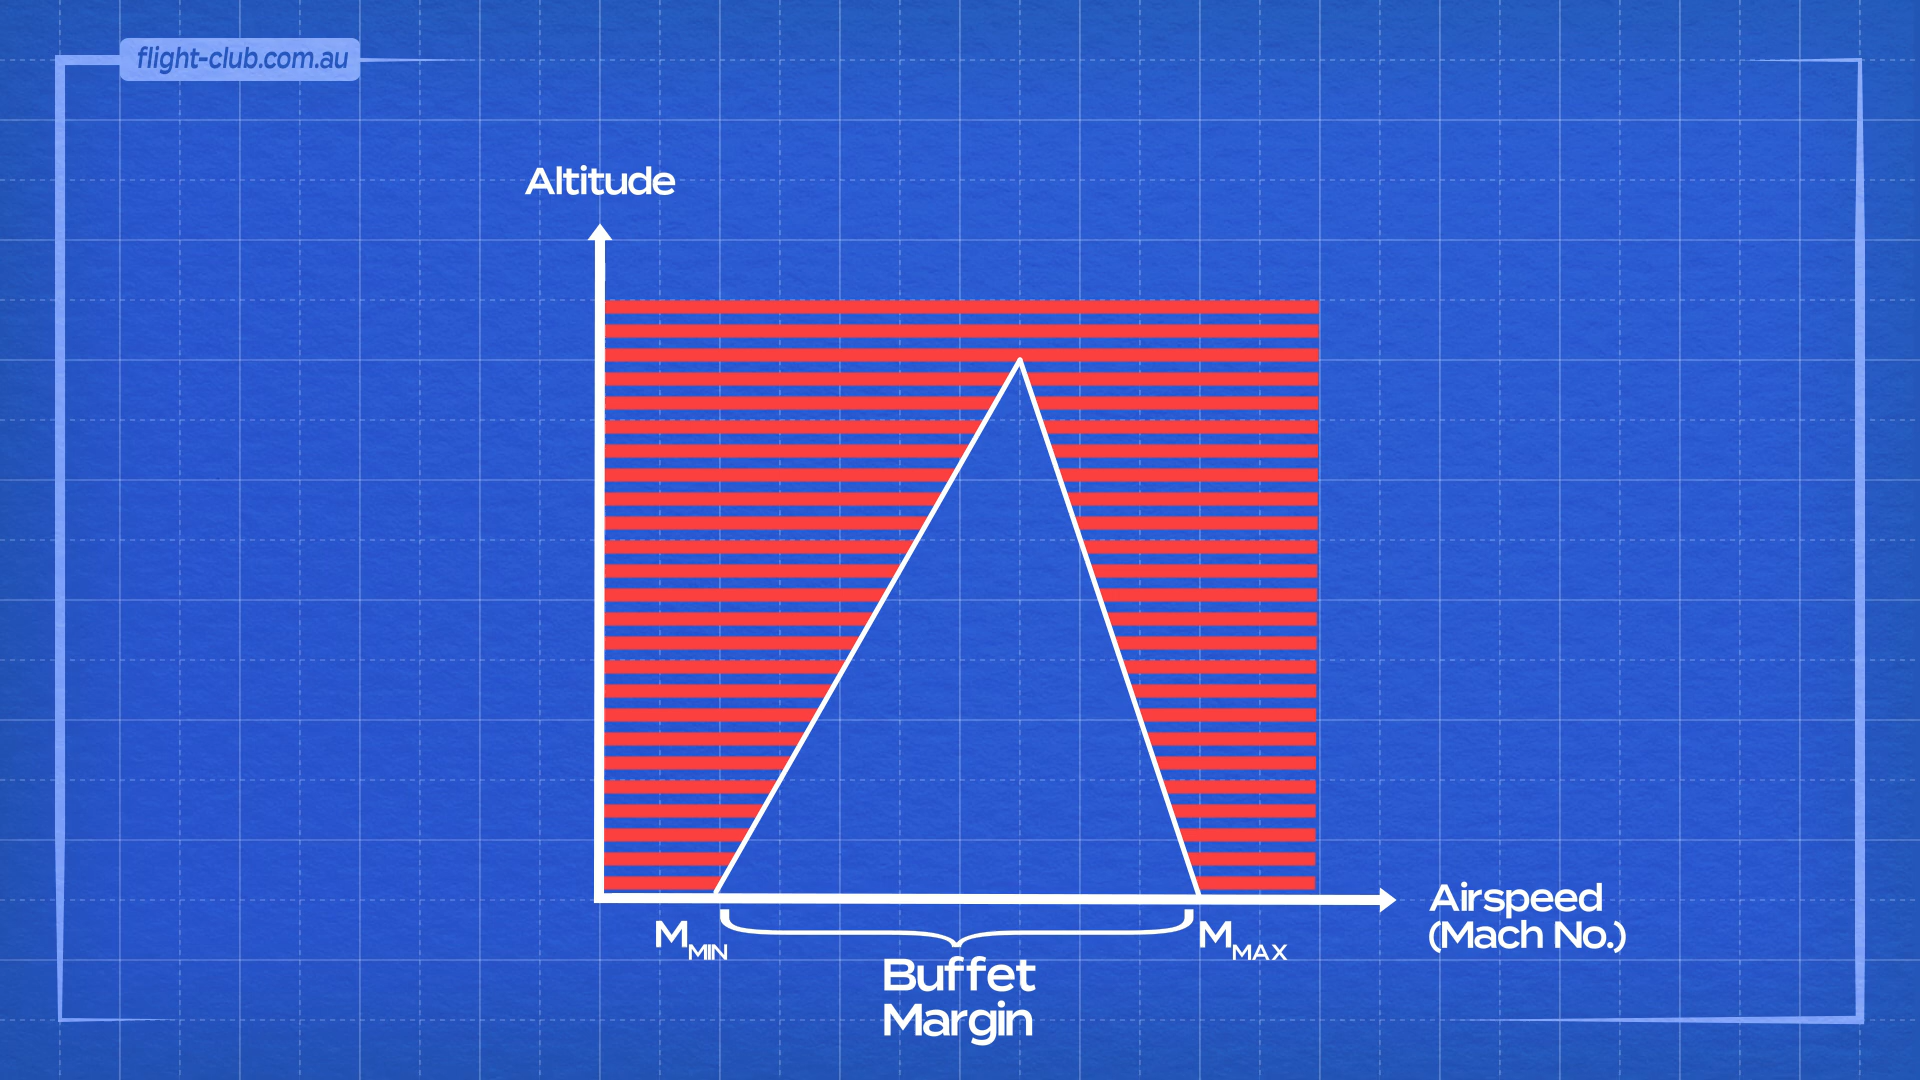 flight-club.com.au
Altitude
Airspeed
(Mach No.)
MMIN
MMAX
Buffet
Margin